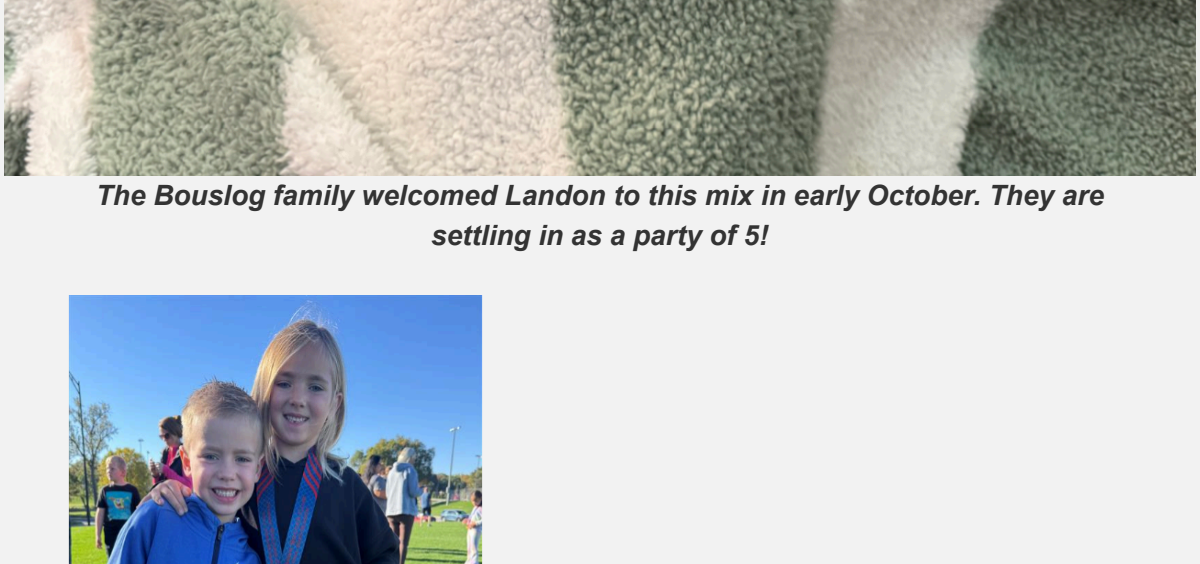 The Bouslog family welcomed Landon to this mix in early October. They are
settling in as a party of 5!